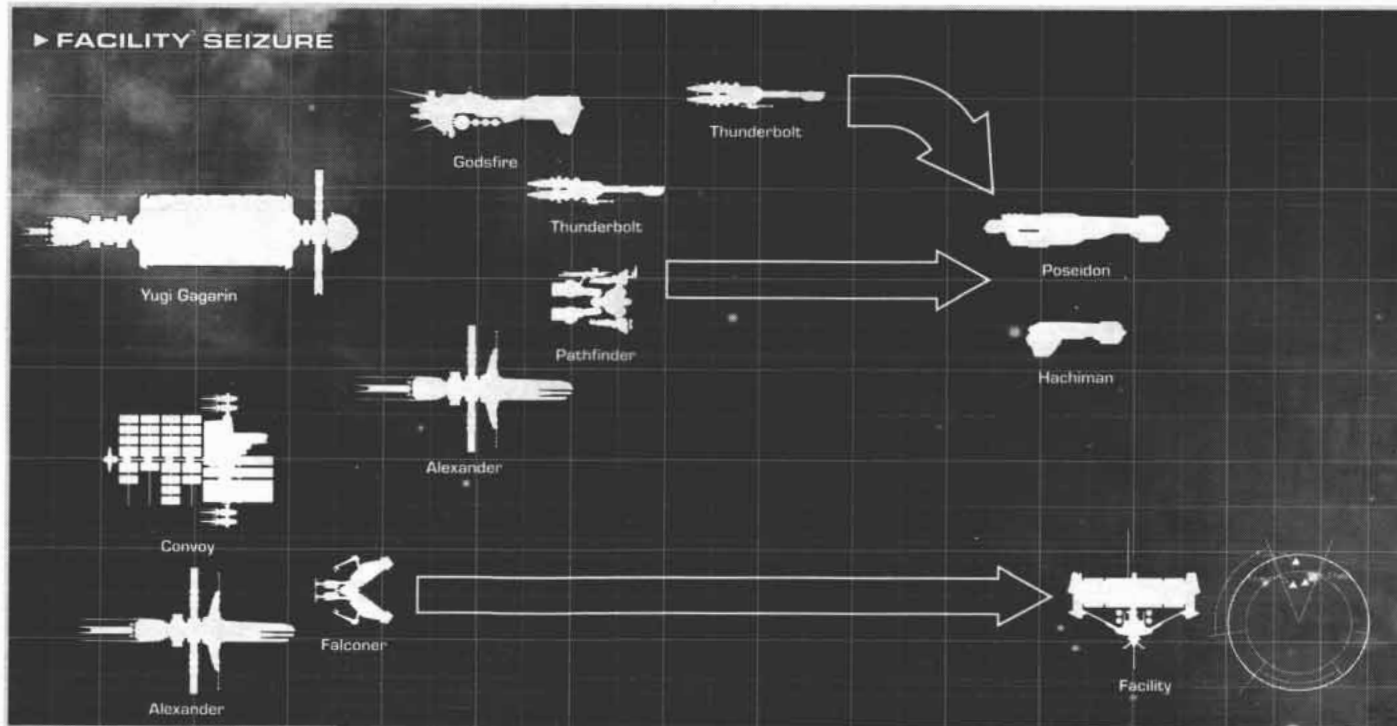 ► FACILITY SEIZURE
Godsfire
Thunderbolt
Thunderbolt
Yugi Gagarin
Poseidon
Pathfinder
Hachiman
Alexander
Convoy
Falconer
Alexander
Facility